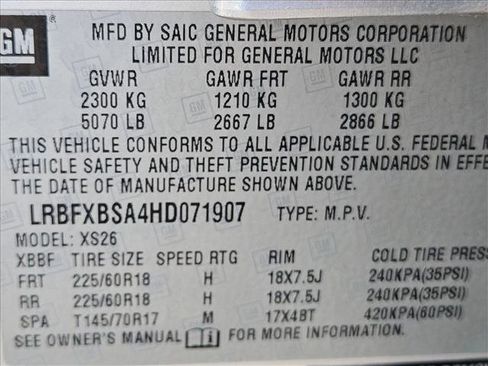 GM
MFD BY SAIC GENERAL MOTORS CORPORATION
LIMITED FOR GENERAL MOTORS LLC
GVWR GAWR FRT GAWR RR
2300 KG 1210 KG 1300 KG
5070 LB 2667 LB 2866 LB
THIS VEHICLE CONFORMS TO ALL APPLICABLE U.S. FEDERAL M
VEHICLE SAFETY AND THEFT PREVENTION STANDARDS IN EFFE
THE DATE OF MANUFACTURE SHOWN ABOVE.
LRBFXBSA4HD071907 TYPE: M.P.V.
MODEL: XS26
XBBF TIRE SIZE SPEED RTG RIM COLD TIRE PRES
FRT 225/60R18 H 18X7.5J 240KPA(35PSI)
RR 225/60R18 H 18X7.5J 240KPA(35PSI)
SPA T145/70R17 M 17X4BT 420KPA(60PSI)
SEE OWNER'S MANUAL FOR MORE INFORMATION.